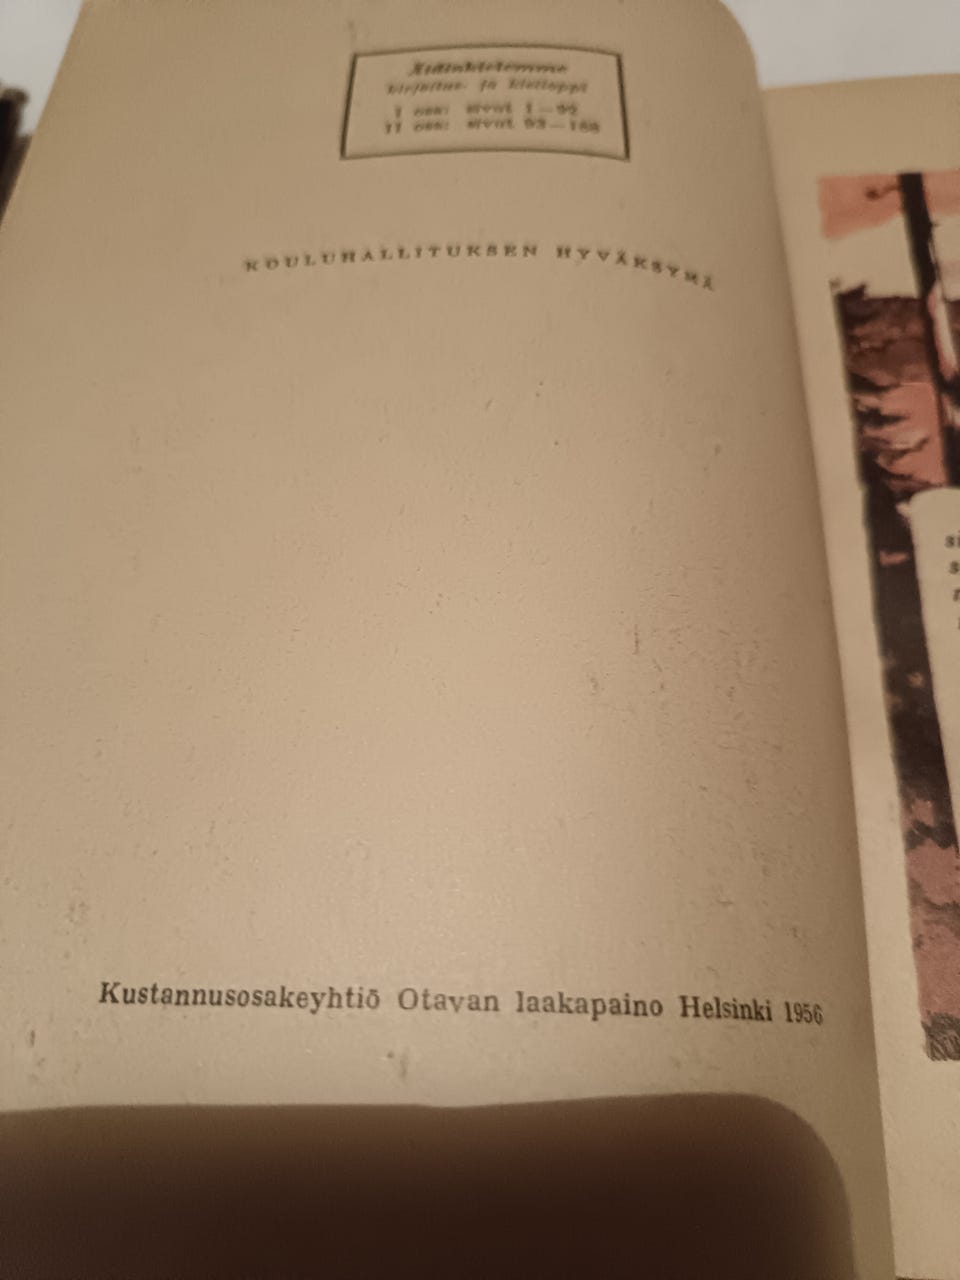 Äidinkielemme
kirjoitus- ja kielioppi
I osa: sivut 1—92
II osa: sivut 93—188
KOULUHALLITUKSEN HYVÄKSYMÄ
Kustannusosakeyhtiö Otavan laakapaino Helsinki 1956